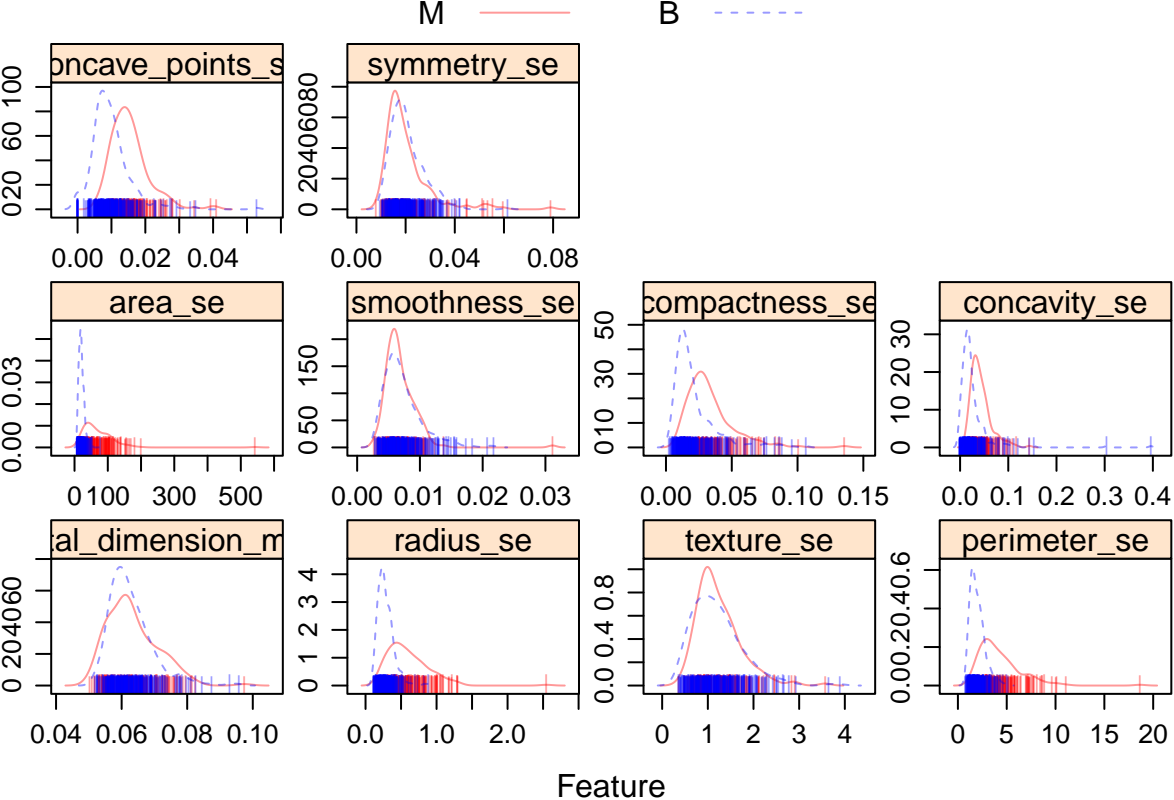 M B
oncave_points_s symmetry_se
020 60 100
0 20406080
0.00 0.02 0.04
0.00 0.04 0.08
area_se smoothness_se compactness_se concavity_se
0.00 0.03
0 50 150
0 10 30 50
0 10 20 30
0 100 300 500
0.00 0.01 0.02 0.03
0.00 0.05 0.10 0.15
0.0 0.1 0.2 0.3 0.4
tal_dimension_m radius_se texture_se perimeter_se
0 204060
0 1 2 3 4
0.0 0.4 0.8
0.00.20.40.6
0.04 0.06 0.08 0.10
0.0 1.0 2.0
0 1 2 3 4
0 5 10 15 20
Feature